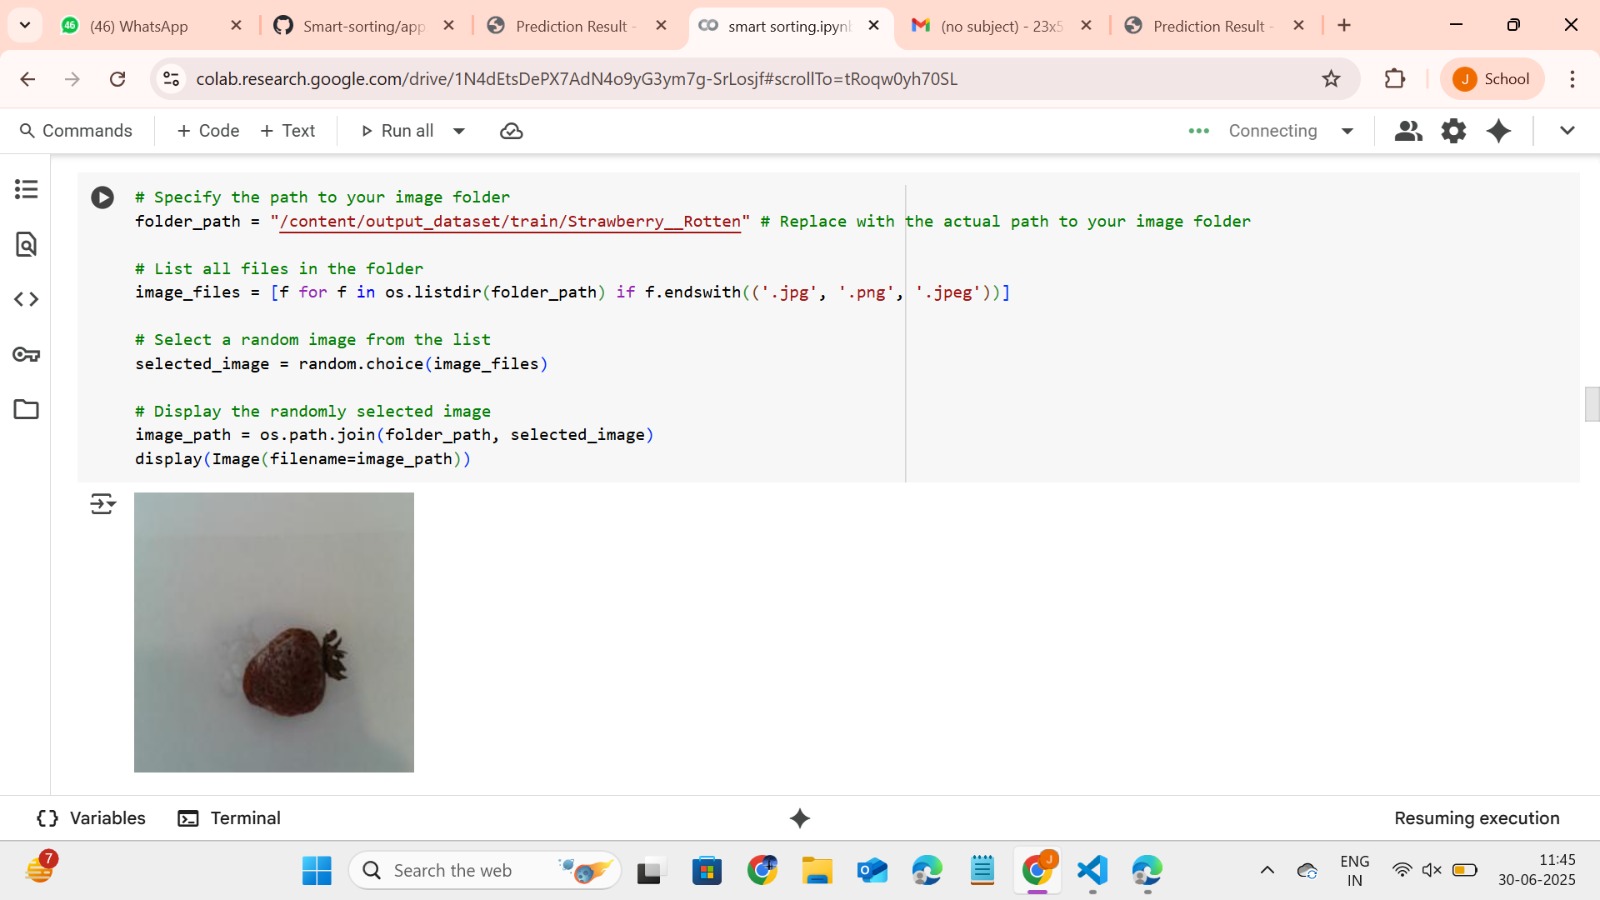 (46) WhatsApp
Smart-sorting/app
Prediction Result -
smart sorting.ipynb
(no subject) - 23x5
Prediction Result -
colab.research.google.com/drive/1N4dEtsDePX7AdN4o9yG3ym7g-SrLosjf#scrollTo=tRoqw0yh70SL
J School
Commands
+ Code
+ Text
Run all
Connecting
# Specify the path to your image folder
folder_path = "/content/output_dataset/train/Strawberry__Rotten" # Replace with the actual path to your image folder
# List all files in the folder
image_files = [f for f in os.listdir(folder_path) if f.endswith(('.jpg', '.png', '.jpeg'))]
# Select a random image from the list
selected_image = random.choice(image_files)
# Display the randomly selected image
image_path = os.path.join(folder_path, selected_image)
display(Image(filename=image_path))
Variables
Terminal
Resuming execution
7
Search the web
J
ENG
IN
11:45
30-06-2025